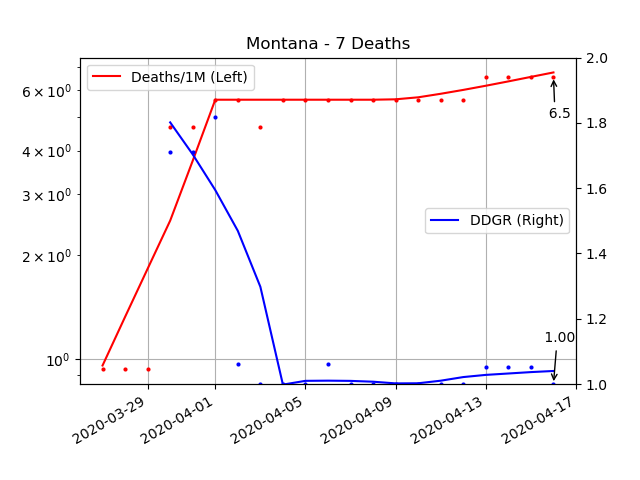 Montana - 7 Deaths
Deaths/1M (Left)
DDGR (Right)
6 × 10⁰
4 × 10⁰
3 × 10⁰
2 × 10⁰
10⁰
2.0
1.8
1.6
1.4
1.2
1.0
6.5
1.00
2020-03-29
2020-04-01
2020-04-05
2020-04-09
2020-04-13
2020-04-17